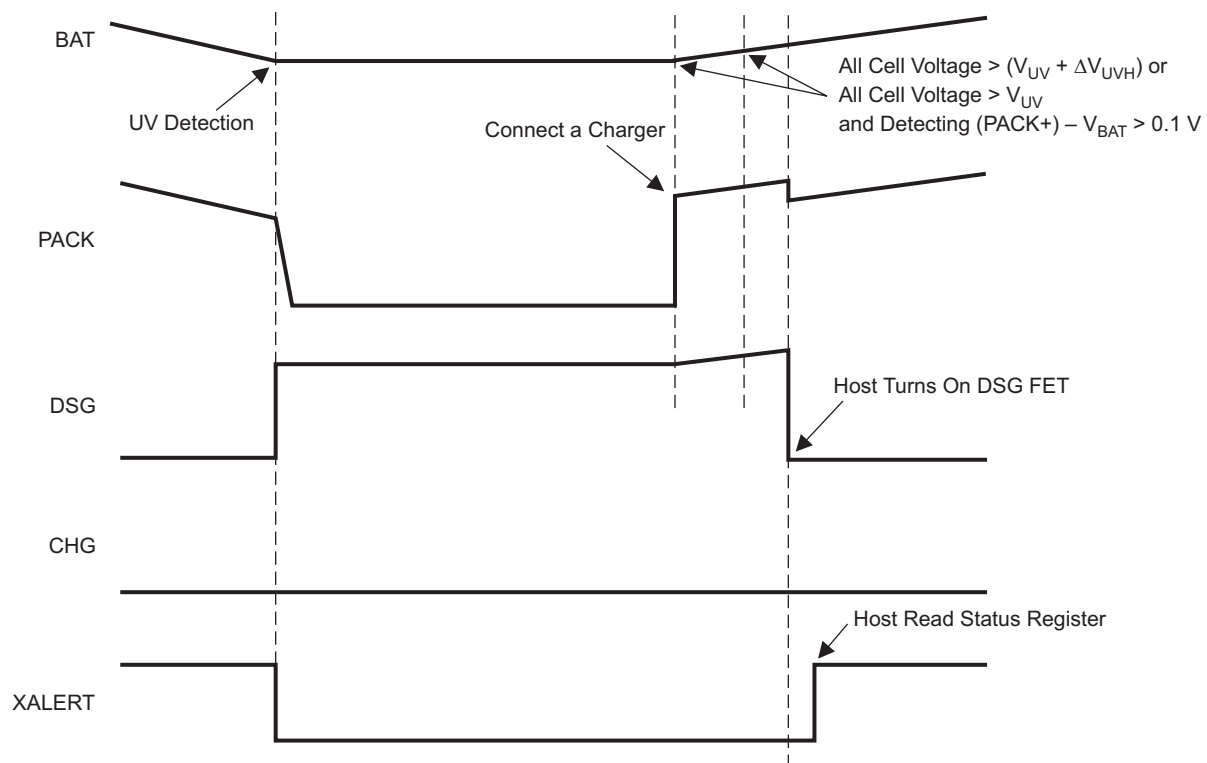 BAT
UV Detection
Connect a Charger
All Cell Voltage > (V_UV + ΔV_UVH) or
All Cell Voltage > V_UV
and Detecting (PACK+) – V_BAT > 0.1 V
PACK
DSG
Host Turns On DSG FET
CHG
Host Read Status Register
XALERT